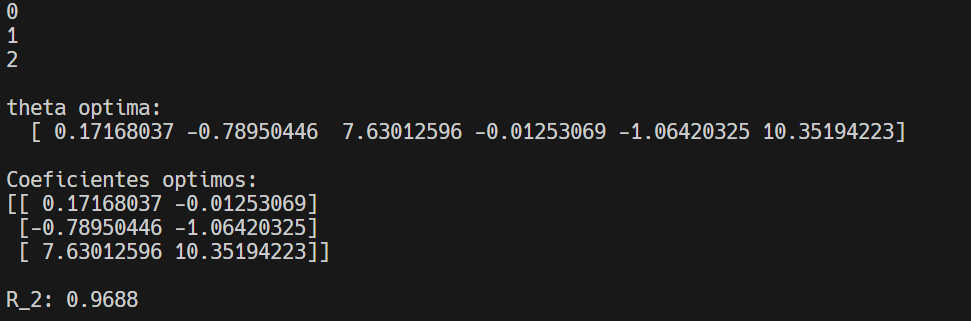 0
1
2
theta optima:
[ 0.17168037 -0.78950446  7.63012596 -0.01253069 -1.06420325 10.35194223]
Coeficientes optimos:
[[ 0.17168037 -0.01253069]
[-0.78950446 -1.06420325]
[ 7.63012596 10.35194223]]
R_2: 0.9688